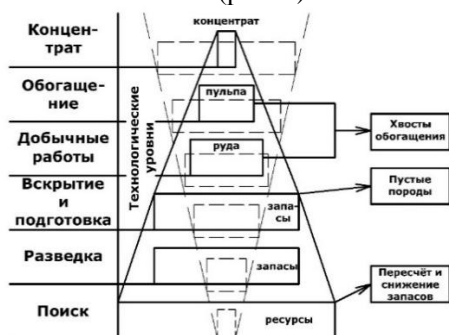 Концен-
трат
Обогаще-
ние
Добычные
работы
Вскрытие
и
подготовка
Разведка
Поиск
Технологические
уровни
концентрат
пульпа
руда
запа-
сы
запасы
ресурсы
Хвосты
обогащения
Пустые
породы
Пересчёт и
снижение
запасов